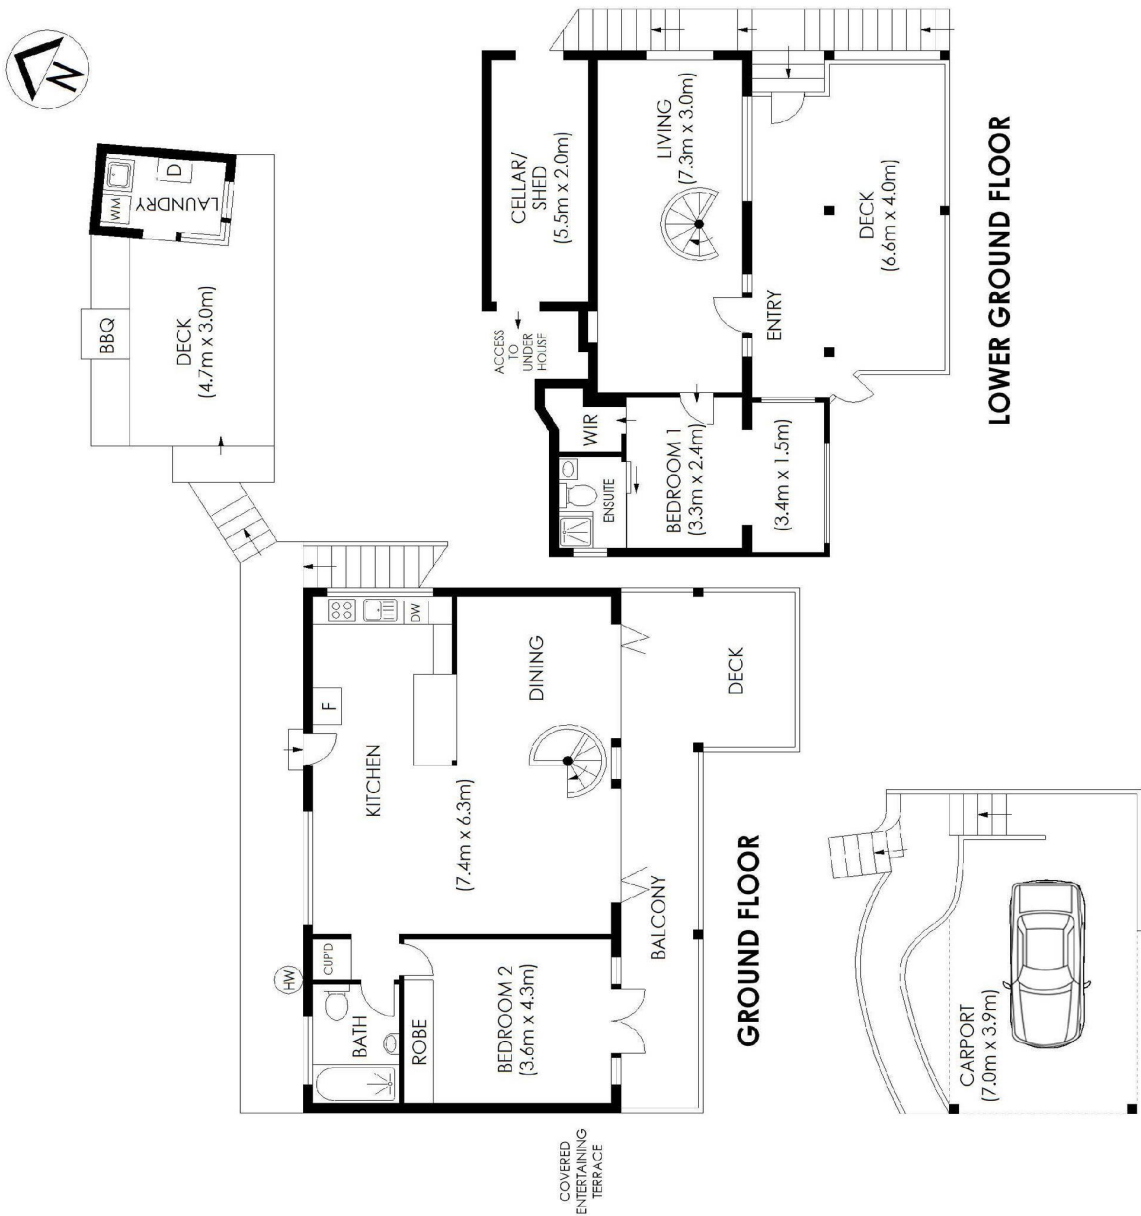 N
WM
D
LAUNDRY
BBQ
DECK
(4.7m x 3.0m)
F
DW
KITCHEN
(7.4m x 6.3m)
DINING
DECK
CUP'D
HW
BATH
ROBE
BEDROOM 2
(3.6m x 4.3m)
BALCONY
COVERED
ENTERTAINING
TERRACE
GROUND FLOOR
CELLAR/
SHED
(5.5m x 2.0m)
ACCESS
TO
UNDER
HOUSE
LIVING
(7.3m x 3.0m)
WIR
ENSUITE
BEDROOM 1
(3.3m x 2.4m)
(3.4m x 1.5m)
ENTRY
DECK
(6.6m x 4.0m)
LOWER GROUND FLOOR
CARPORT
(7.0m x 3.9m)